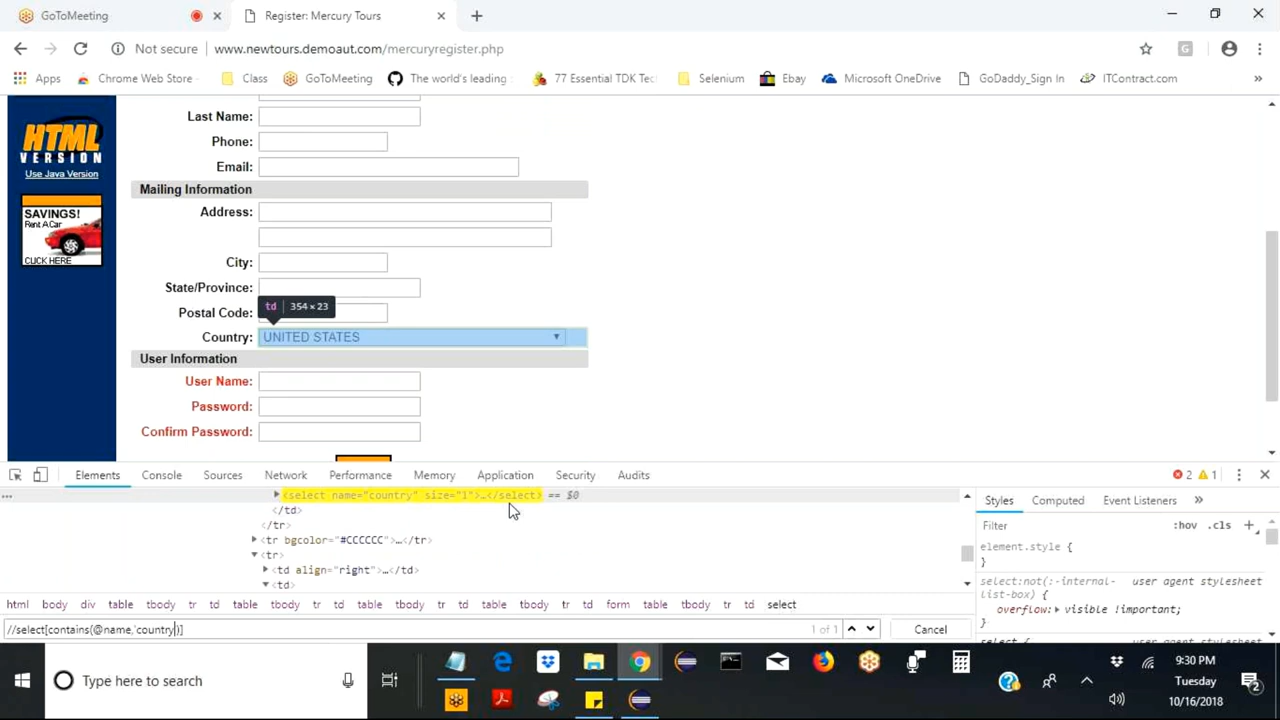 GoToMeeting
Register: Mercury Tours
Not secure
www.newtours.demoaut.com/mercuryregister.php
Apps
Chrome Web Store
Class
GoToMeeting
The world's leading
77 Essential TDK Tec
Selenium
Ebay
Microsoft OneDrive
GoDaddy_Sign In
ITContract.com
HTML
VERSION
Use Java Version
SAVINGS!
Rent A Car
CLICK HERE
Last Name:
Phone:
Email:
Mailing Information
Address:
City:
State/Province:
td 354 × 23
Postal Code:
Country:
UNITED STATES
User Information
User Name:
Password:
Confirm Password:
Elements
Console
Sources
Network
Performance
Memory
Application
Security
Audits
2
1
<select name="country" size="1">…</select> == $0
</td>
</tr>
<tr bgcolor="#CCCCCC">…</tr>
<tr>
<td align="right">…</td>
<td>
html body div table tbody tr td table tbody tr td table tbody tr td table tbody tr td form table tbody tr td select
//select[contains(@name,'country')]
1 of 1
Cancel
Styles
Computed
Event Listeners
Filter
:hov .cls +
element.style {
}
select:not(:-internal-list-box) {
user agent stylesheet
overflow: visible !important;
}
select {
user agent stylesheet
Type here to search
9:30 PM
Tuesday
10/16/2018
2